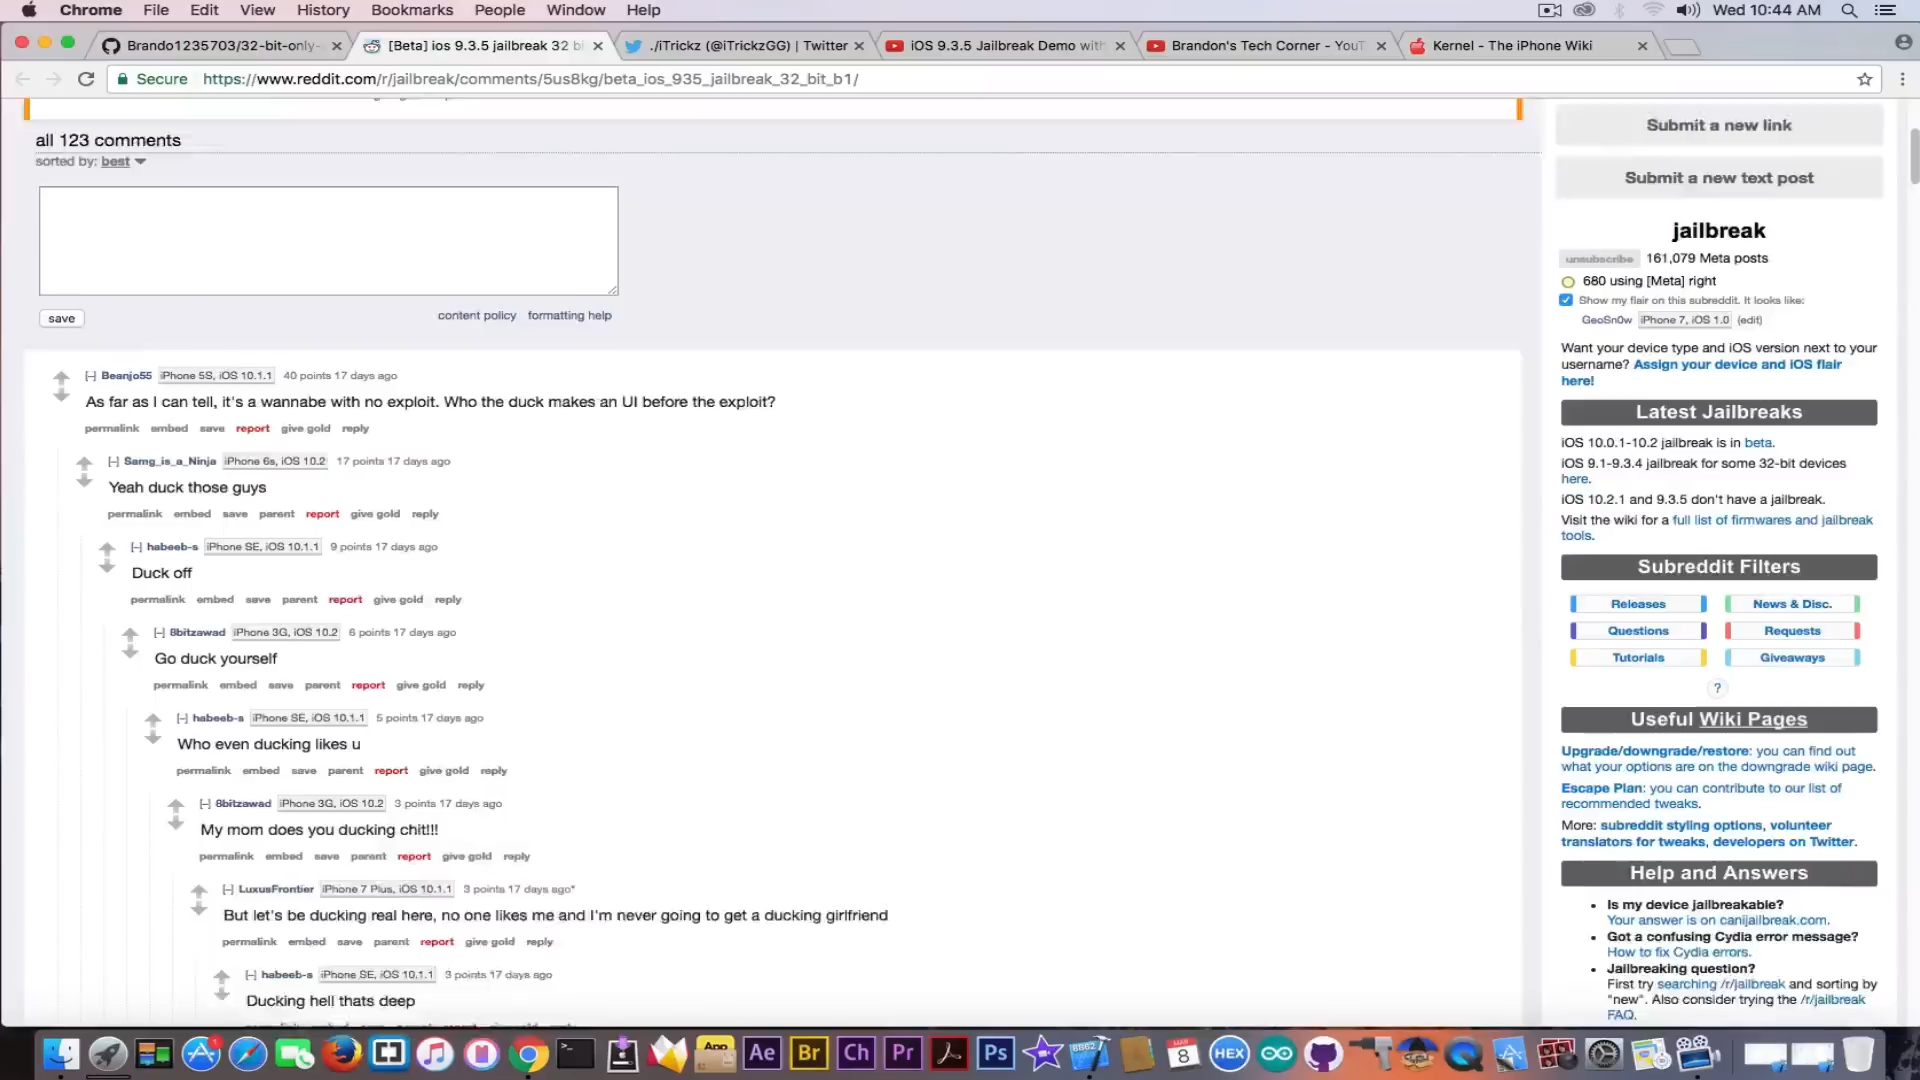 Chrome File Edit View History Bookmarks People Window Help Wed 10:44 AM
Brando1235703/32-bit-only- [Beta] ios 9.3.5 jailbreak 32 bi ./iTrickz (@iTrickzGG) | Twitter iOS 9.3.5 Jailbreak Demo with Brandon's Tech Corner - YouT Kernel - The iPhone Wiki
Secure https://www.reddit.com/r/jailbreak/comments/5us8kg/beta_ios_935_jailbreak_32_bit_b1/
all 123 comments
sorted by: best
save
content policy formatting help
[-] Beanjo55 iPhone 5S, iOS 10.1.1 40 points 17 days ago
As far as I can tell, it's a wannabe with no exploit. Who the duck makes an UI before the exploit?
permalink embed save report give gold reply
[-] Samg_is_a_Ninja iPhone 6s, iOS 10.2 17 points 17 days ago
Yeah duck those guys
permalink embed save parent report give gold reply
[-] habeeb-s iPhone SE, iOS 10.1.1 9 points 17 days ago
Duck off
permalink embed save parent report give gold reply
[-] 8bitzawad iPhone 3G, iOS 10.2 6 points 17 days ago
Go duck yourself
permalink embed save parent report give gold reply
[-] habeeb-s iPhone SE, iOS 10.1.1 5 points 17 days ago
Who even ducking likes u
permalink embed save parent report give gold reply
[-] 8bitzawad iPhone 3G, iOS 10.2 3 points 17 days ago
My mom does you ducking chit!!!
permalink embed save parent report give gold reply
[-] LuxusFrontier iPhone 7 Plus, iOS 10.1.1 3 points 17 days ago*
But let's be ducking real here, no one likes me and I'm never going to get a ducking girlfriend
permalink embed save parent report give gold reply
[-] habeeb-s iPhone SE, iOS 10.1.1 3 points 17 days ago
Ducking hell thats deep
Submit a new link
Submit a new text post
jailbreak
unsubscribe 161,079 Meta posts
680 using [Meta] right
Show my flair on this subreddit. It looks like:
GeoSn0w iPhone 7, iOS 1.0 (edit)
Want your device type and iOS version next to your
username? Assign your device and iOS flair
here!
Latest Jailbreaks
iOS 10.0.1-10.2 jailbreak is in beta.
iOS 9.1-9.3.4 jailbreak for some 32-bit devices
here.
iOS 10.2.1 and 9.3.5 don't have a jailbreak.
Visit the wiki for a full list of firmwares and jailbreak
tools.
Subreddit Filters
Releases News & Disc.
Questions Requests
Tutorials Giveaways
?
Useful Wiki Pages
Upgrade/downgrade/restore: you can find out
what your options are on the downgrade wiki page.
Escape Plan: you can contribute to our list of
recommended tweaks.
More: subreddit styling options, volunteer
translators for tweaks, developers on Twitter.
Help and Answers
Is my device jailbreakable?
Your answer is on canijailbreak.com.
Got a confusing Cydia error message?
How to fix Cydia errors.
Jailbreaking question?
First try searching /r/jailbreak and sorting by
"new". Also consider trying the /r/jailbreak
FAQ.
App Ae Br Ch Pr Ps 8 HEX